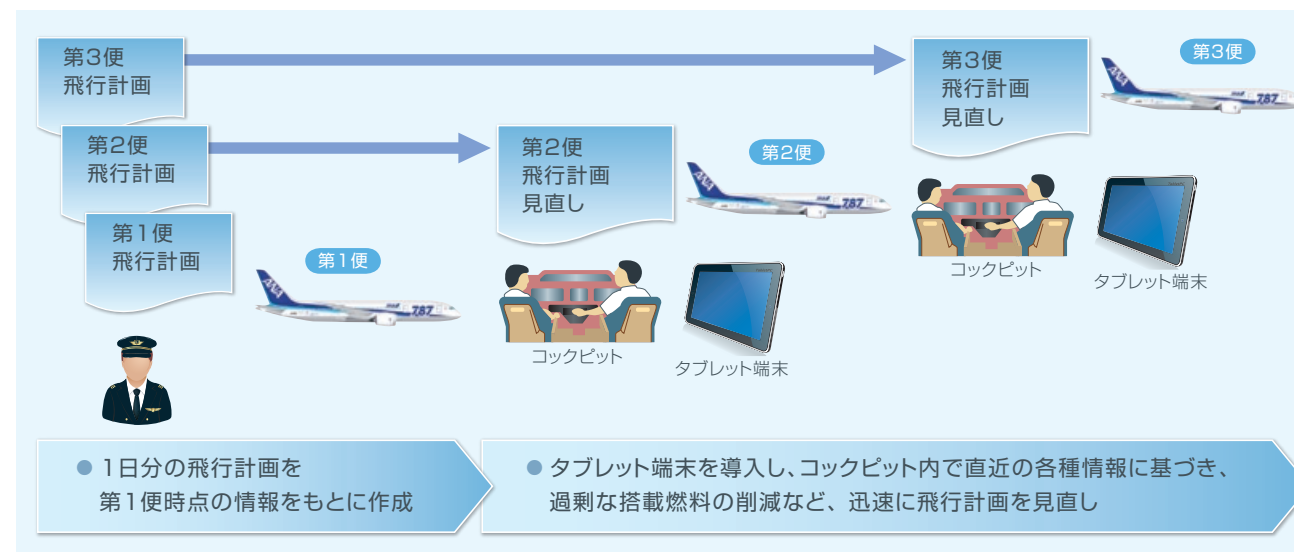 第3便
飛行計画
第2便
飛行計画
第1便
飛行計画
第1便
ANA
787
第2便
飛行計画
見直し
第2便
ANA
787
コックピット
タブレット端末
第3便
飛行計画
見直し
第3便
ANA
787
コックピット
タブレット端末
● 1日分の飛行計画を
第1便時点の情報をもとに作成
● タブレット端末を導入し、コックピット内で直近の各種情報に基づき、
過剰な搭載燃料の削減など、迅速に飛行計画を見直し